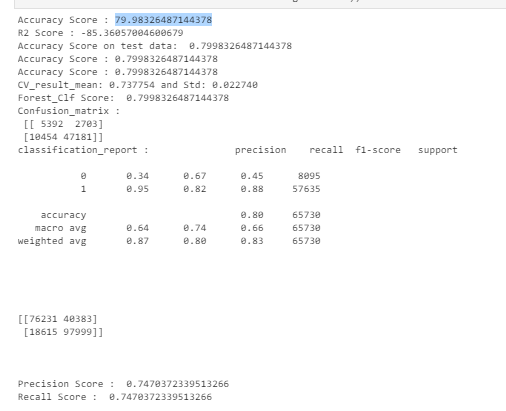 Accuracy Score : 79.98326487144378
R2 Score : -85.36057004600679
Accuracy Score on test data:  0.7998326487144378
Accuracy Score : 0.7998326487144378
Accuracy Score : 0.7998326487144378
CV_result_mean: 0.737754 and Std: 0.022740
Forest_Clf Score:  0.7998326487144378
Confusion_matrix :
[[ 5392  2703]
[10454 47181]]
classification_report :               precision    recall  f1-score   support
0       0.34      0.67      0.45      8095
1       0.95      0.82      0.88     57635
accuracy                           0.80     65730
macro avg       0.64      0.74      0.66     65730
weighted avg       0.87      0.80      0.83     65730
[[76231 40383]
[18615 97999]]
Precision Score :  0.7470372339513266
Recall Score :  0.7470372339513266